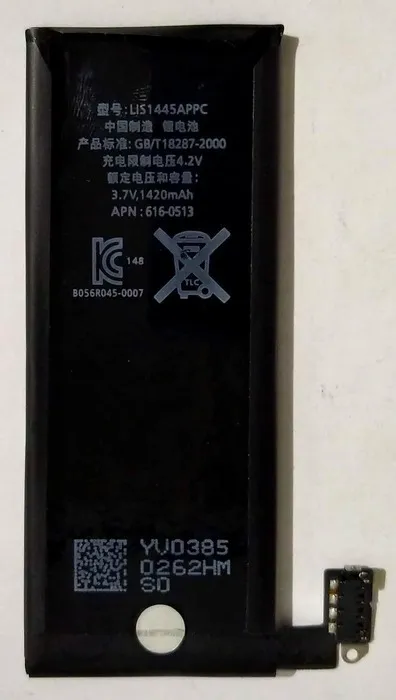 型号:LIS1445APPC
中国制造 锂电池
产品标准: GB/T18287-2000
充电限制电压4.2V
额定电压和容量:
3.7V,1420mAh
APN : 616-0513
148
B056R045-0007
TLC
YV0385
0262HM
SD